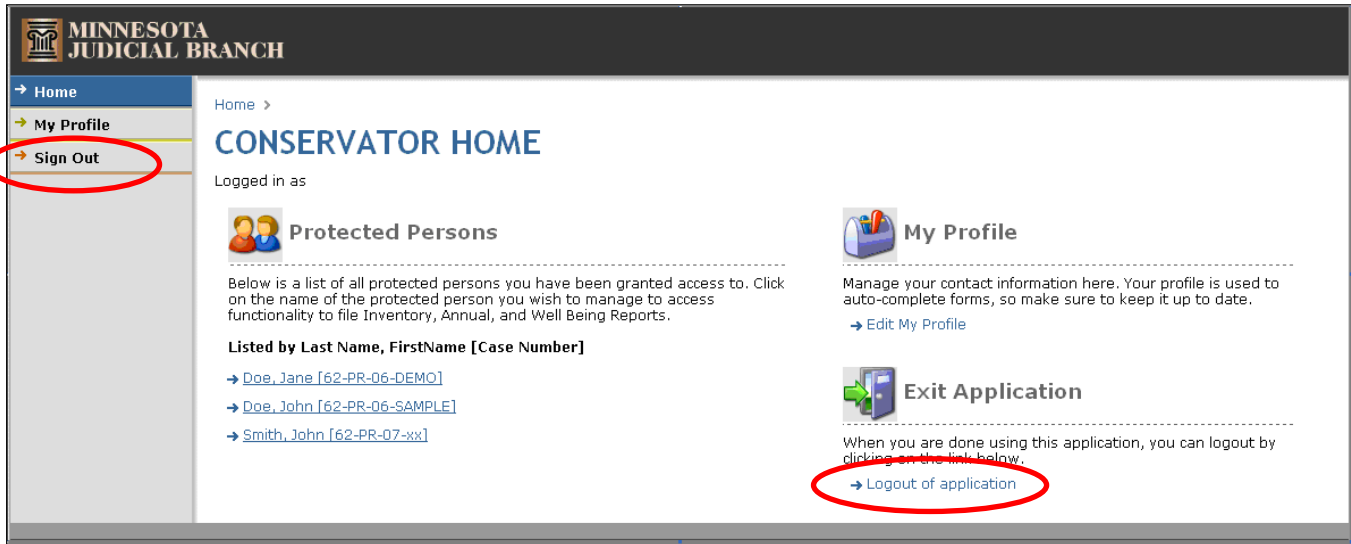 MINNESOTA
JUDICIAL BRANCH
Home
My Profile
Sign Out
Home >
CONSERVATOR HOME
Logged in as
Protected Persons
Below is a list of all protected persons you have been granted access to. Click
on the name of the protected person you wish to manage to access
functionality to file Inventory, Annual, and Well Being Reports.
Listed by Last Name, FirstName [Case Number]
Doe, Jane [62-PR-06-DEMO]
Doe, John [62-PR-06-SAMPLE]
Smith, John [62-PR-07-xx]
My Profile
Manage your contact information here. Your profile is used to
auto-complete forms, so make sure to keep it up to date.
Edit My Profile
Exit Application
When you are done using this application, you can logout by
clicking on the link below.
Logout of application